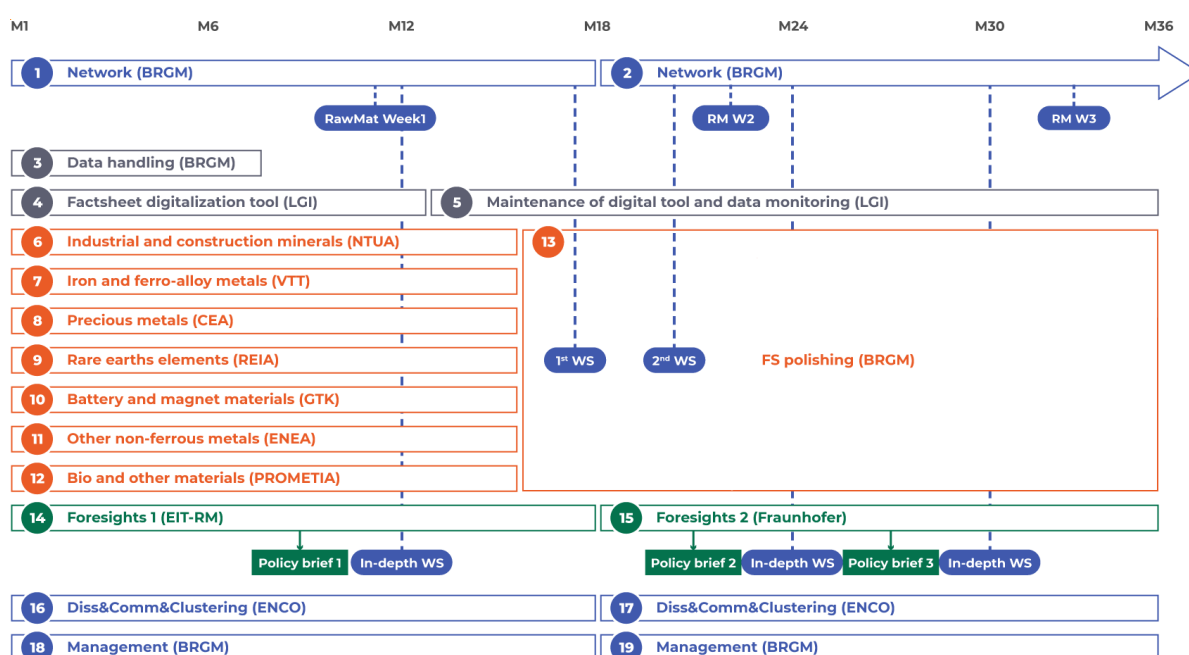 M1 M6 M12 M18 M24 M30 M36
1 Network (BRGM) 2 Network (BRGM)
RawMat Week1 RM W2 RM W3
3 Data handling (BRGM)
4 Factsheet digitalization tool (LGI) 5 Maintenance of digital tool and data monitoring (LGI)
6 Industrial and construction minerals (NTUA) 13
7 Iron and ferro-alloy metals (VTT)
8 Precious metals (CEA)
9 Rare earths elements (REIA) 1st WS 2nd WS FS polishing (BRGM)
10 Battery and magnet materials (GTK)
11 Other non-ferrous metals (ENEA)
12 Bio and other materials (PROMETIA)
14 Foresights 1 (EIT-RM) 15 Foresights 2 (Fraunhofer)
Policy brief 1 In-depth WS Policy brief 2 In-depth WS Policy brief 3 In-depth WS
16 Diss&Comm&Clustering (ENCO) 17 Diss&Comm&Clustering (ENCO)
18 Management (BRGM) 19 Management (BRGM)